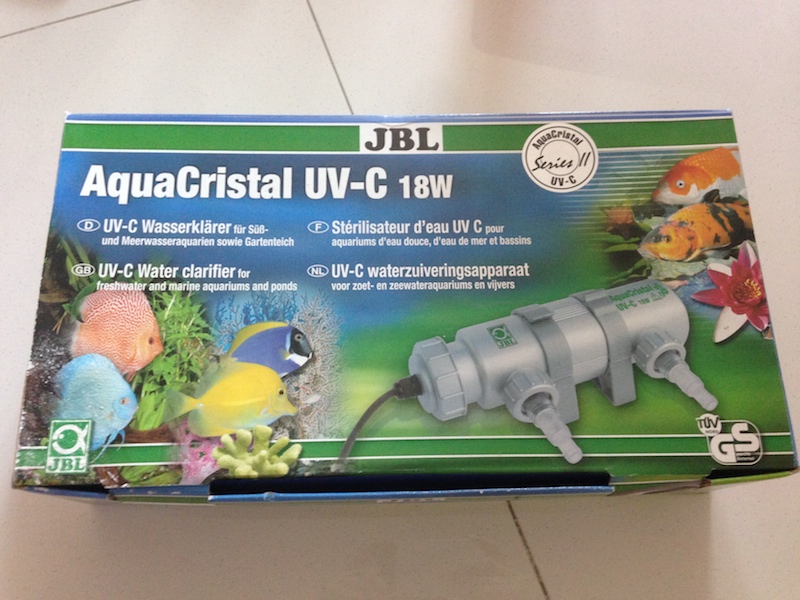 JBL
AquaCristal
Series II
UV-C
AquaCristal UV-C 18W
D UV-C Wasserklärer für Süß-
und Meerwasseraquarien sowie Gartenteich
F Stérilisateur d'eau UV C pour
aquariums d'eau douce, d'eau de mer et bassins
GB UV-C Water clarifier for
freshwater and marine aquariums and ponds
NL UV-C waterzuiveringsapparaat
voor zoet- en zeewateraquariums en vijvers
AquaCristal
UV-C 18W
JBL
JBL
TÜV
GS